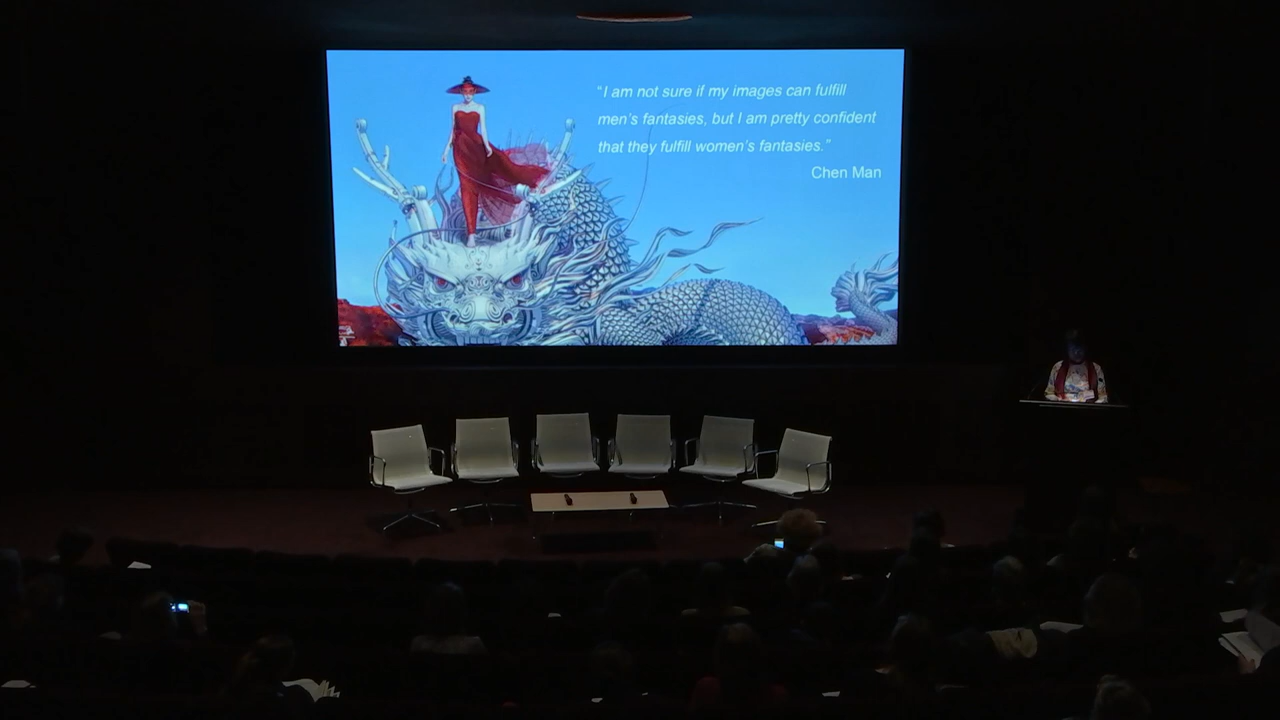 “I am not sure if my images can fulfill
men’s fantasies, but I am pretty confident
that they fulfill women’s fantasies.”
Chen Man